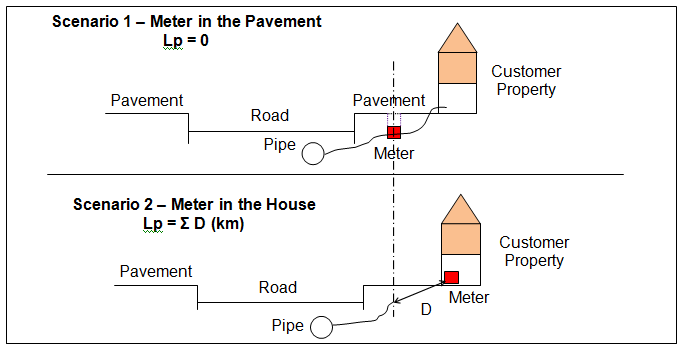 Scenario 1 – Meter in the Pavement
Lp = 0
Customer
Property
Pavement
Pavement
Road
Pipe
Meter
Scenario 2 – Meter in the House
Lp = Σ D (km)
Customer
Property
Pavement
Road
Meter
D
Pipe